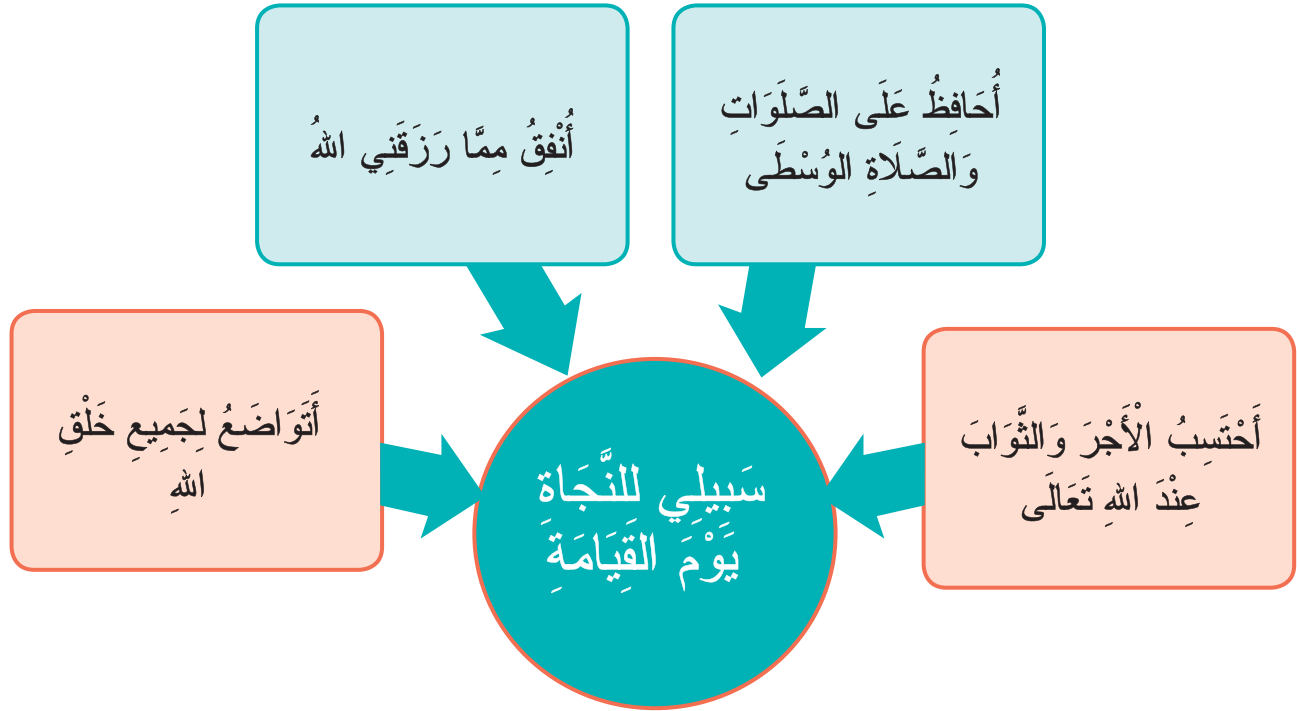 أُحَافِظُ عَلَى الصَّلَوَاتِ
وَالصَّلَاةِ الوُسْطَى
أُنْفِقُ مِمَّا رَزَقَنِي اللهُ
أَحْتَسِبُ الْأَجْرَ وَالثَّوَابَ
عِنْدَ اللهِ تَعَالَى
أَتَوَاضَعُ لِجَمِيعِ خَلْقِ
اللهِ
سَبِيلِي للنَّجَاةِ
يَوْمَ القِيَامَةِ